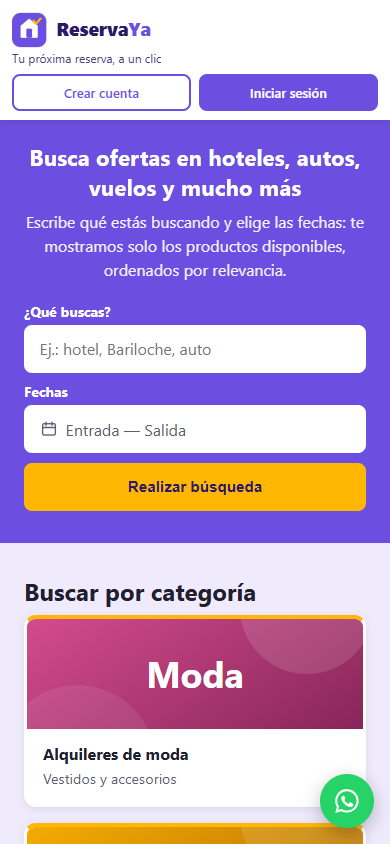 ReservaYa
Tu próxima reserva, a un clic
Crear cuenta
Iniciar sesión
Busca ofertas en hoteles, autos,
vuelos y mucho más
Escribe qué estás buscando y elige las fechas: te
mostramos solo los productos disponibles,
ordenados por relevancia.
¿Qué buscas?
Ej.: hotel, Bariloche, auto
Fechas
Entrada — Salida
Realizar búsqueda
Buscar por categoría
Moda
Alquileres de moda
Vestidos y accesorios